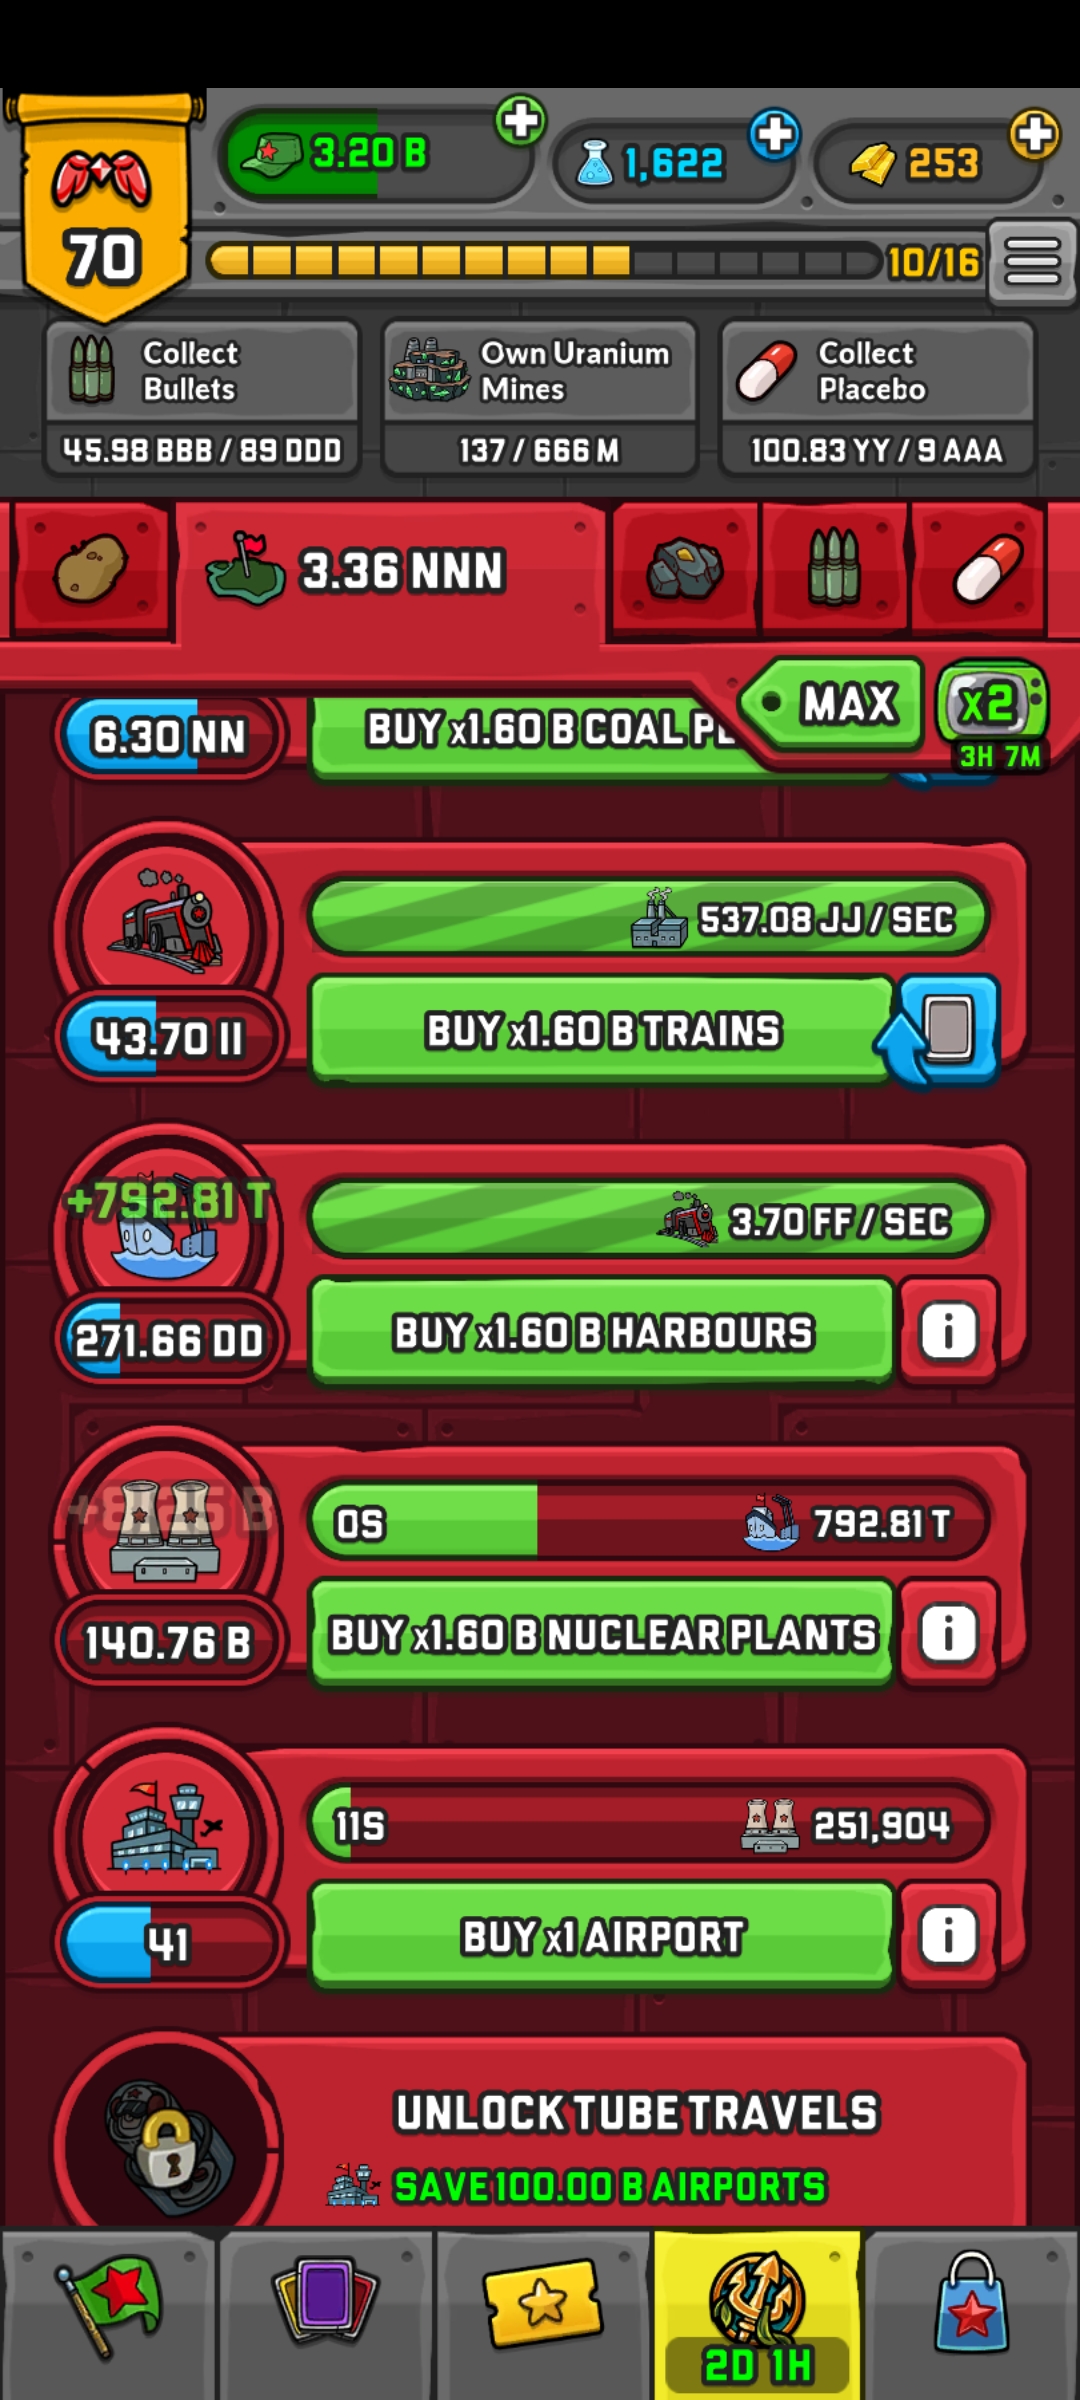 3.20 B
1,622
253
70
10/16
Collect
Bullets
Own Uranium
Mines
Collect
Placebo
45.98 BBB / 89 DDD
137 / 666 M
100.83 YY / 9 AAA
3.36 NNN
MAX
x2
3H 7M
6.30 NN
BUY x1.60 B COAL
537.08 JJ / SEC
43.70 II
BUY x1.60 B TRAINS
+792.81 T
3.70 FF / SEC
271.66 DD
BUY x1.60 B HARBOURS
i
0S
792.81 T
140.76 B
BUY x1.60 B NUCLEAR PLANTS
i
11S
251,904
41
BUY x1 AIRPORT
i
UNLOCK TUBE TRAVELS
SAVE 100.00 B AIRPORTS
2D 1H